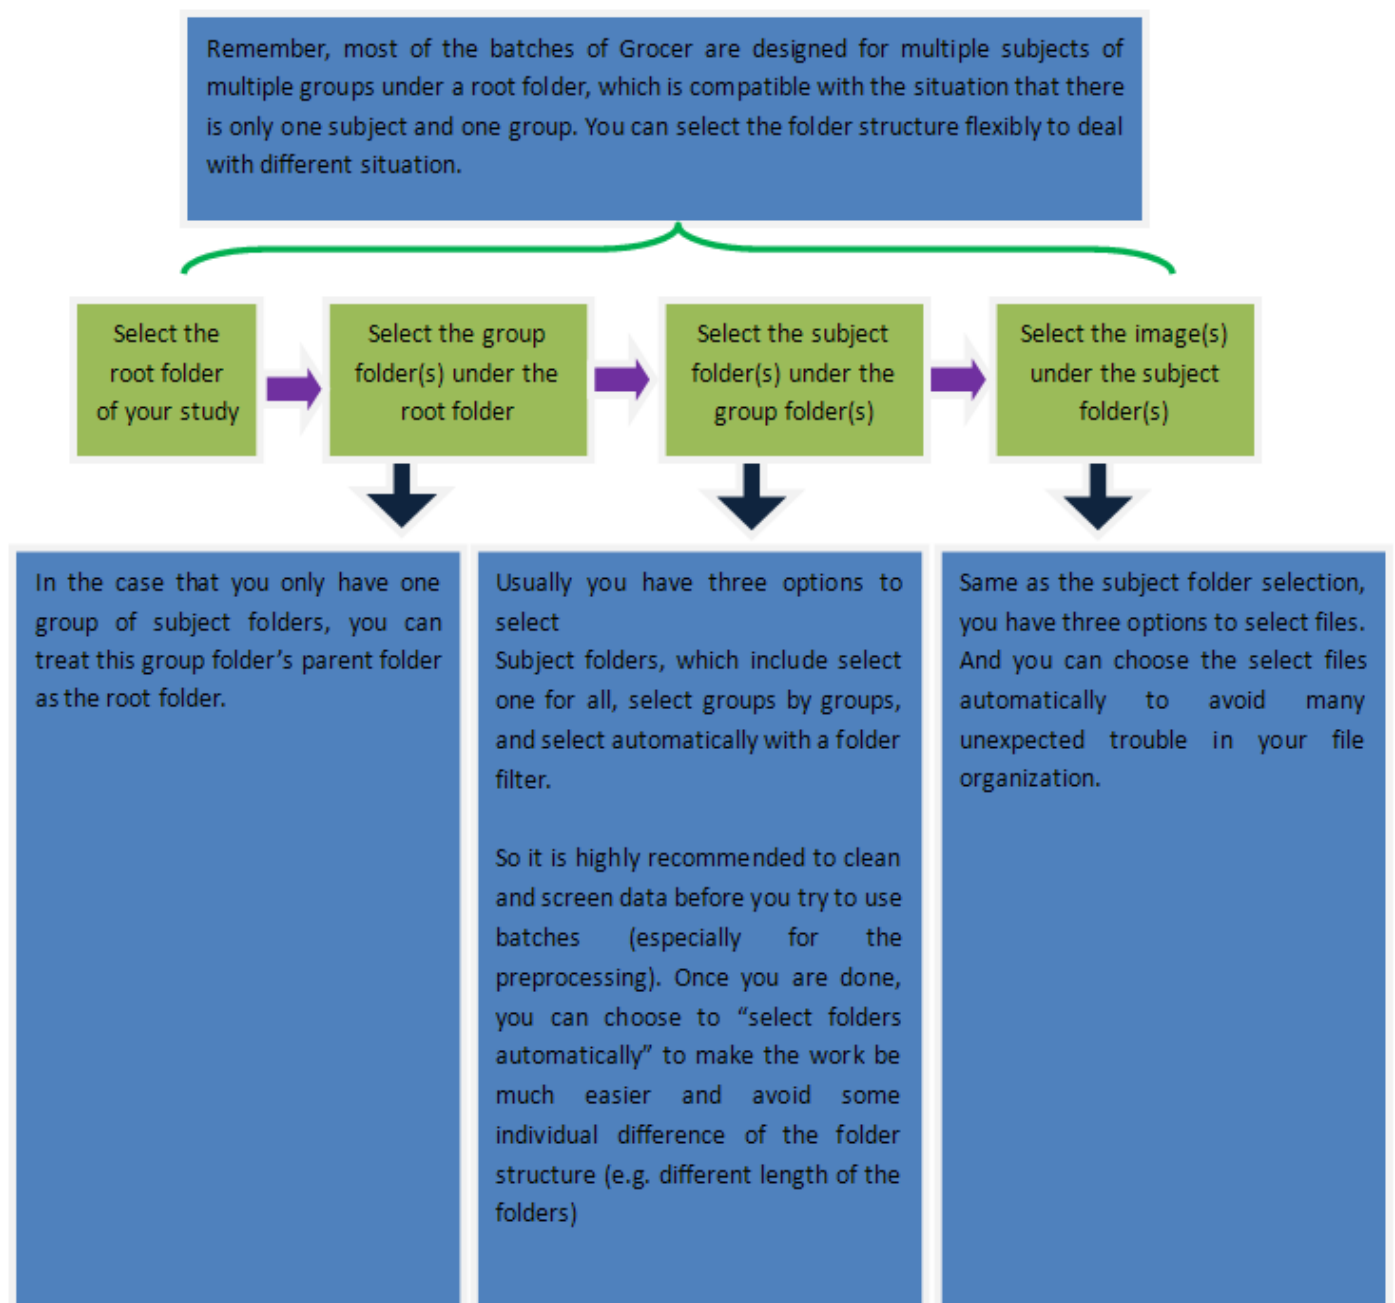 Remember, most of the batches of Grocer are designed for multiple subjects of
multiple groups under a root folder, which is compatible with the situation that there
is only one subject and one group. You can select the folder structure flexibly to deal
with different situation.
Select the
root folder
of your study
Select the group
folder(s) under the
root folder
Select the subject
folder(s) under the
group folder(s)
Select the image(s)
under the subject
folder(s)
In the case that you only have one
group of subject folders, you can
treat this group folder’s parent folder
as the root folder.
Usually you have three options to
select
Subject folders, which include select
one for all, select groups by groups,
and select automatically with a folder
filter.
So it is highly recommended to clean
and screen data before you try to use
batches (especially for the
preprocessing). Once you are done,
you can choose to “select folders
automatically” to make the work be
much easier and avoid some
individual difference of the folder
structure (e.g. different length of the
folders)
Same as the subject folder selection,
you have three options to select files.
And you can choose the select files
automatically to avoid many
unexpected trouble in your file
organization.